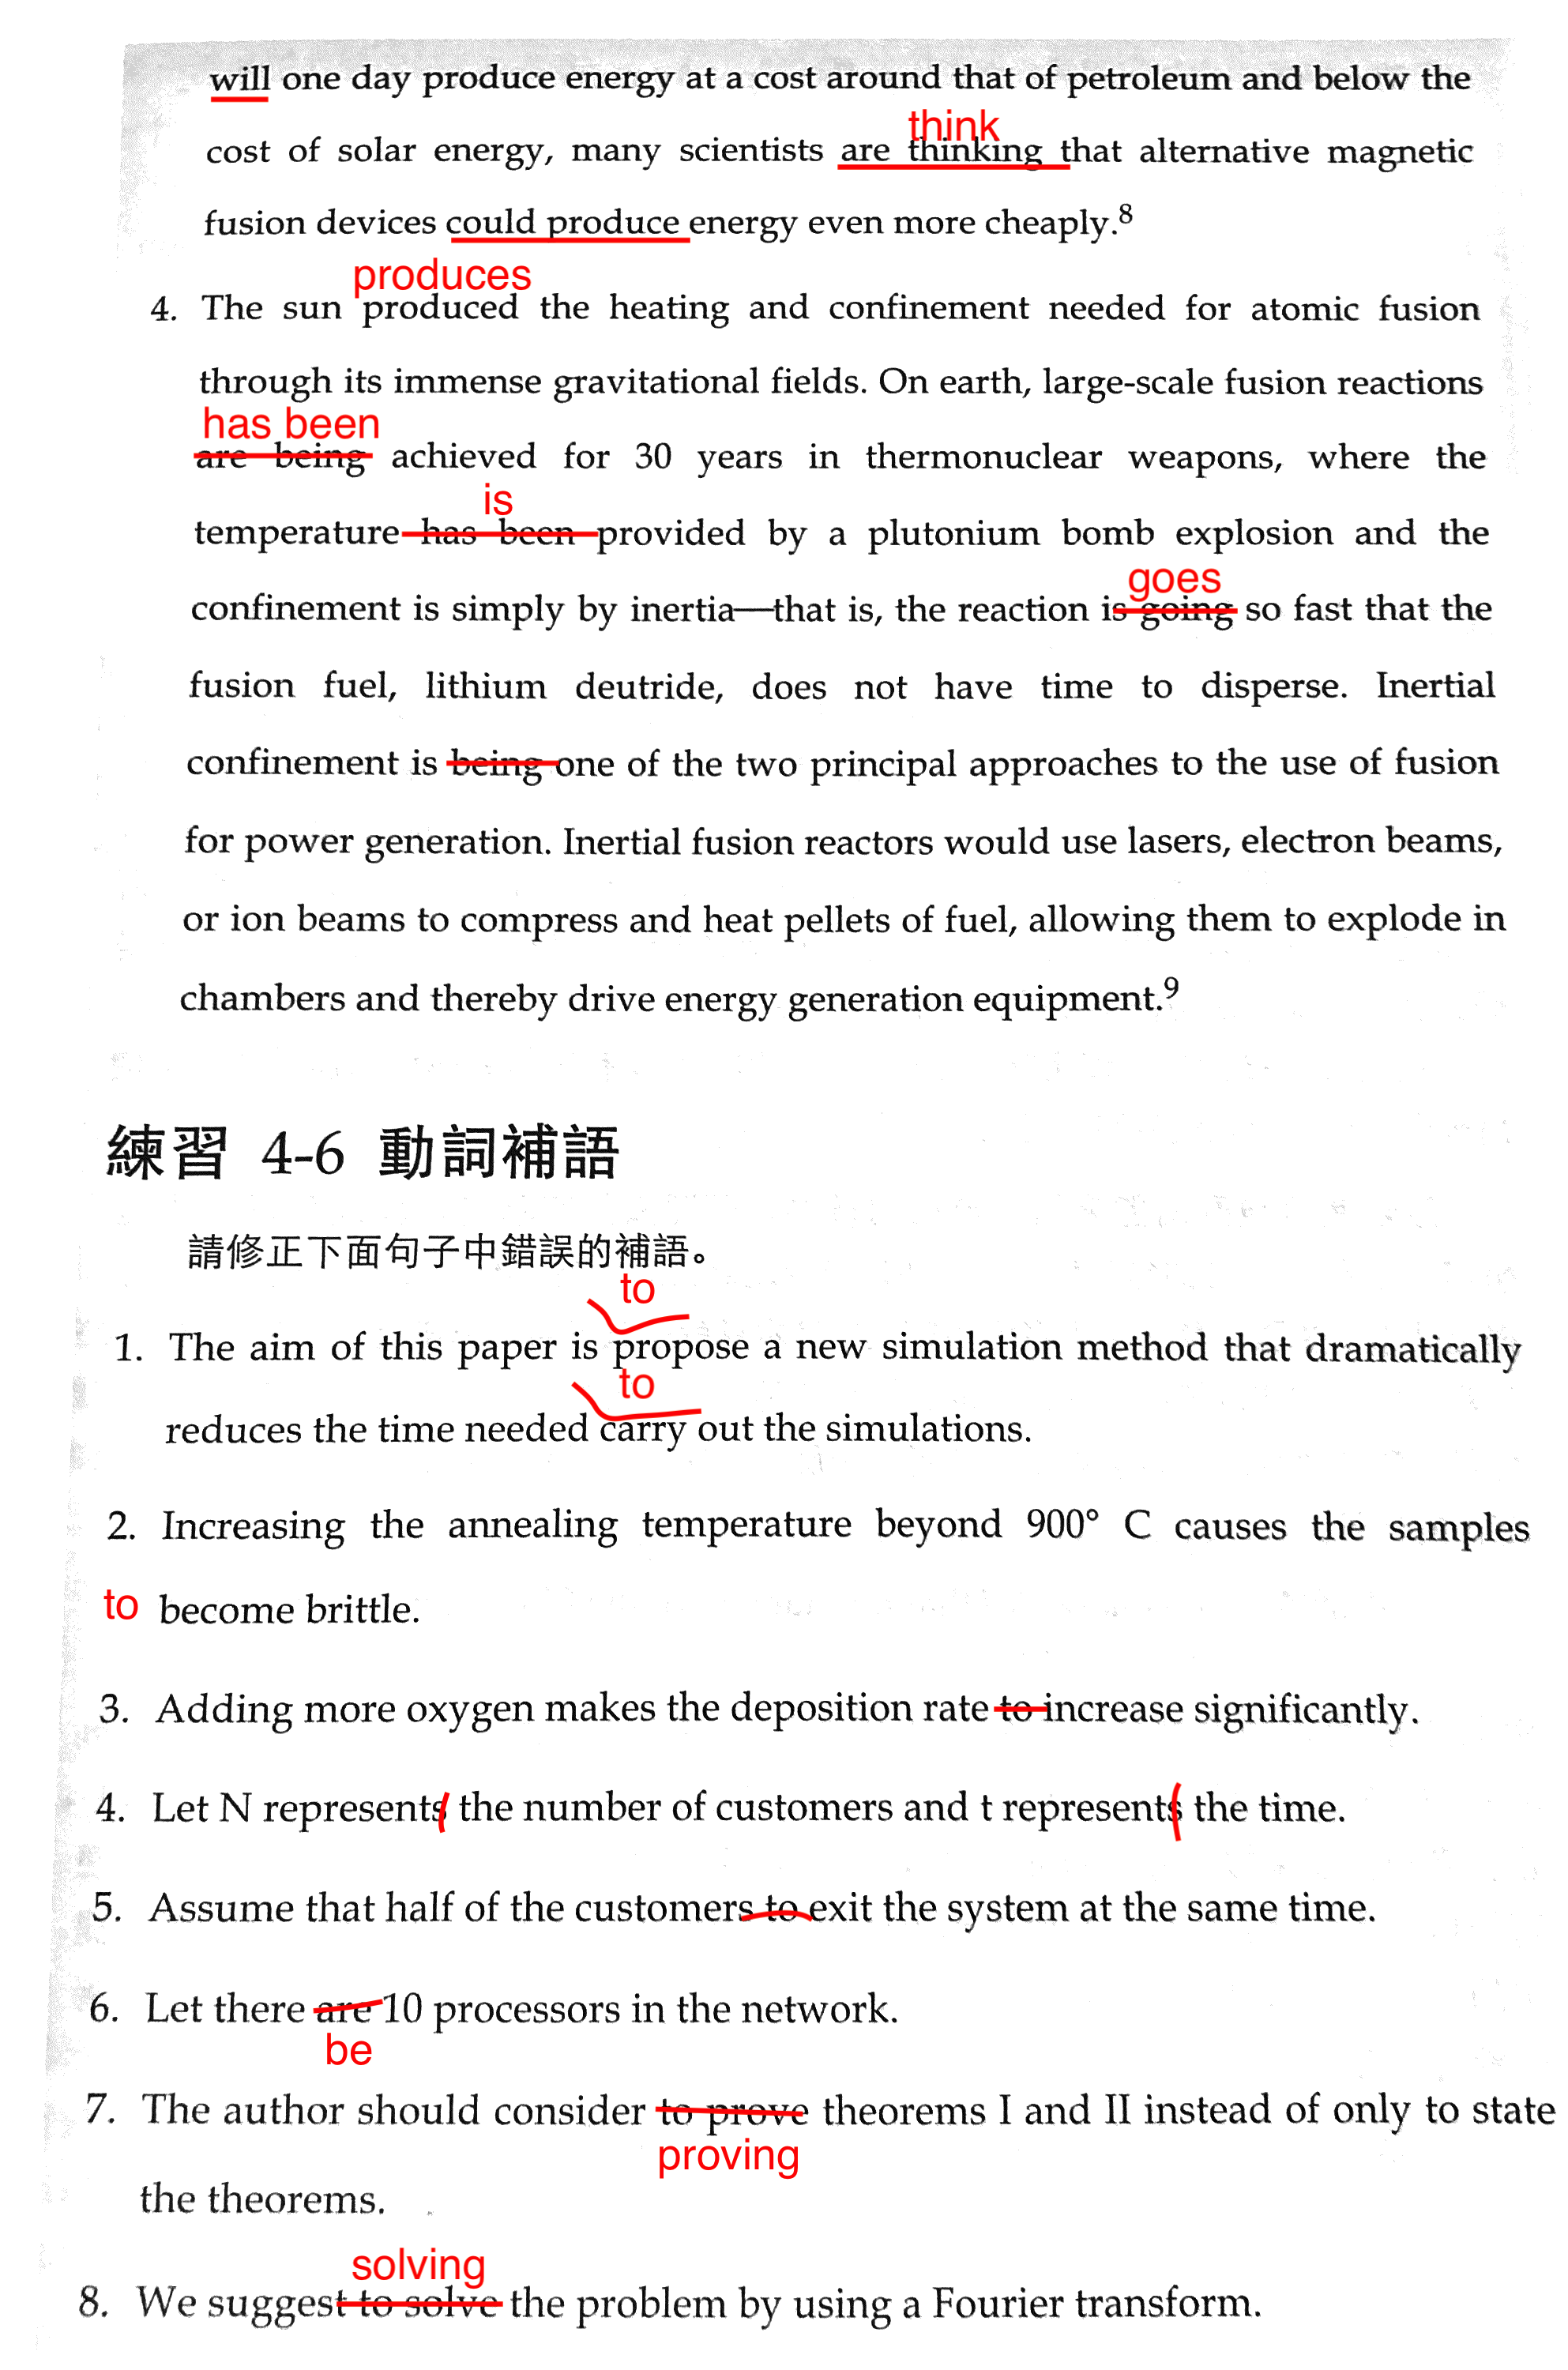 will one day produce energy at a cost around that of petroleum and below the
think
cost of solar energy, many scientists are thinking that alternative magnetic
fusion devices could produce energy even more cheaply.8
produces
4. The sun produced the heating and confinement needed for atomic fusion
through its immense gravitational fields. On earth, large-scale fusion reactions
has been
are being achieved for 30 years in thermonuclear weapons, where the
is
temperature has been provided by a plutonium bomb explosion and the
goes
confinement is simply by inertia—that is, the reaction is going so fast that the
fusion fuel, lithium deutride, does not have time to disperse. Inertial
confinement is being one of the two principal approaches to the use of fusion
for power generation. Inertial fusion reactors would use lasers, electron beams,
or ion beams to compress and heat pellets of fuel, allowing them to explode in
chambers and thereby drive energy generation equipment.9
練習 4-6 動詞補語
請修正下面句子中錯誤的補語。
to
1. The aim of this paper is propose a new simulation method that dramatically
to
reduces the time needed carry out the simulations.
2. Increasing the annealing temperature beyond 900° C causes the samples
to become brittle.
3. Adding more oxygen makes the deposition rate to increase significantly.
4. Let N represents the number of customers and t represents the time.
5. Assume that half of the customers to exit the system at the same time.
6. Let there are 10 processors in the network.
be
7. The author should consider to prove theorems I and II instead of only to state
proving
the theorems.
solving
8. We suggest to solve the problem by using a Fourier transform.